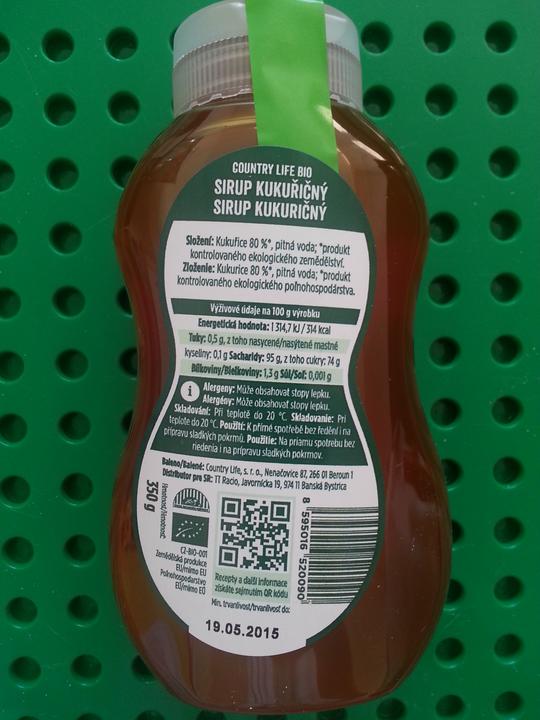 COUNTRY LIFE BIO
SIRUP KUKUŘIČNÝ
SIRUP KUKURIČNÝ
Složení: Kukuřice 80 %*, pitná voda; *produkt
kontrolovaného ekologického zemědělství.
Zloženie: Kukurice 80 %*, pitná voda; *produkt
kontrolovaného ekologického poľnohospodárstva.
Výživové údaje na 100 g výrobku
Energetická hodnota: 1 314,7 kJ / 314 kcal
Tuky: 0,5 g, z toho nasycené/nasýtené mastné
kyseliny: 0,1 g Sacharidy: 95 g, z toho cukry: 74 g
Bílkoviny/Bielkoviny: 1,3 g Sůl/Soľ: 0,001 g
i Alergeny: Může obsahovat stopy lepku.
Alergény: Môže obsahovať stopy lepku.
Skladování: Při teplotě do 20 °C. Skladovanie: Pri
teplote do 20 °C. Použití: K přímé spotřebě bez ředění i na
přípravu sladkých pokrmů. Použitie: Na priamu spotrebu bez
riedenia i na prípravu sladkých pokrmov.
Baleno/Balené: Country Life, s. r. o., Nenačovice 87, 266 01 Beroun 1
Distributor pre SR: TT Racio, Javornícka 19, 974 11 Banská Bystrica
Hmotnost/Hmotnosť:
350 g
CZ-BIO-001
Zemědělská produkce
EU/mimo EU
Poľnohospodárstvo
EÚ/mimo EÚ
Recepty a další informace
získáte sejmutím QR kódu
8 595016 520090
Min. trvanlivost/trvanlivosť do:
19.05.2015